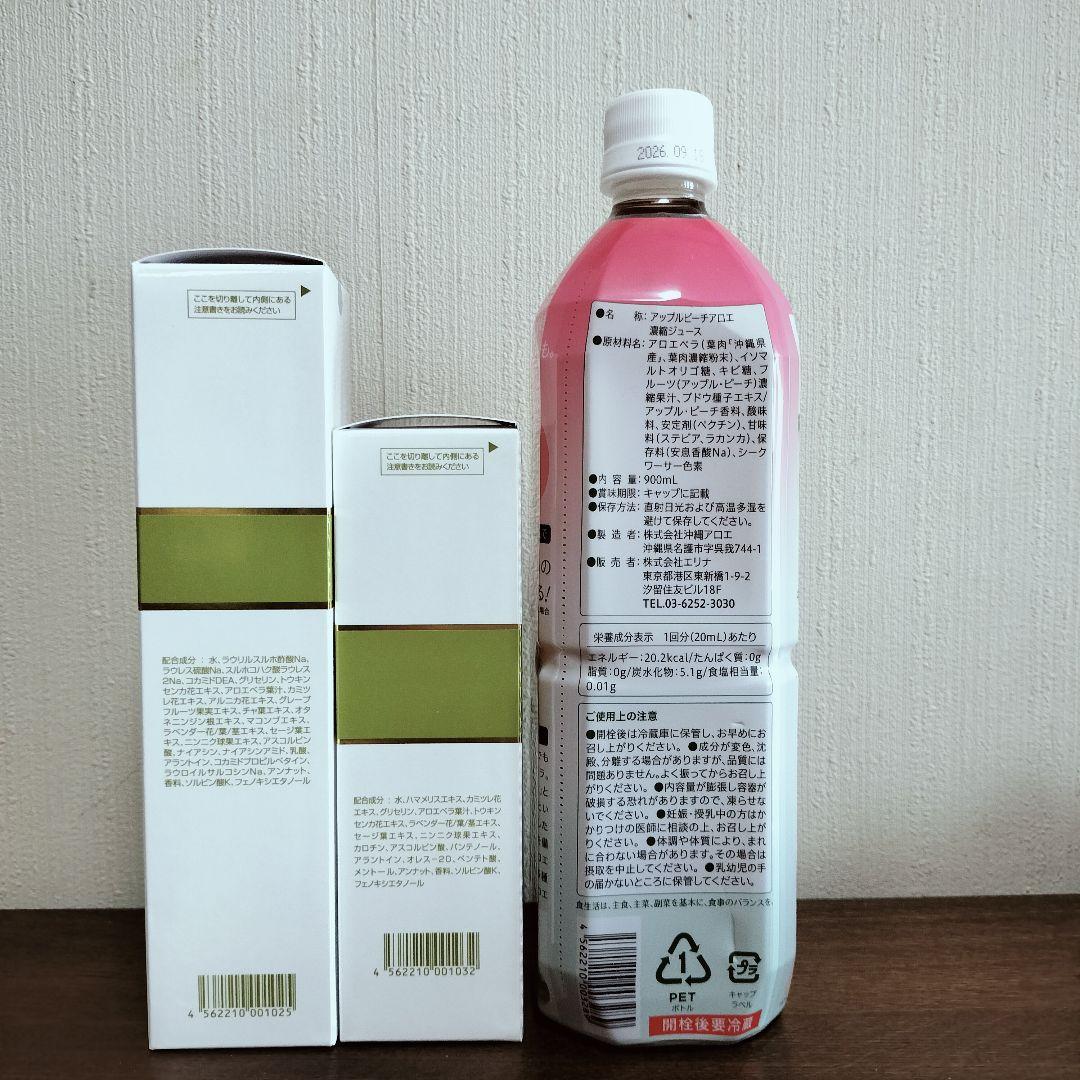 ここを切り離して内側にある
注意書きをお読みください
配合成分：水、ラウリルスルホ酢酸Na、
ラウレス硫酸Na、スルホコハク酸ラウレス
2Na、コカミドDEA、グリセリン、トウキン
センカ花エキス、アロエベラ葉汁、カミツ
レ花エキス、アルニカ花エキス、グレープ
フルーツ果実エキス、チャ葉エキス、オタ
ネニンジン根エキス、マコンブエキス、
ラベンダー花/葉/茎エキス、セージ葉エ
キス、ニンニク球果エキス、アスコルビン
酸、ナイアシン、ナイアシンアミド、乳酸、
アラントイン、コカミドプロピルベタイン、
ラウロイルサルコシンNa、アンナット、
香料、ソルビン酸K、フェノキシエタノール
4 562210 001025
ここを切り離して内側にある
注意書きをお読みください
配合成分：水、ハマメリスエキス、カミツレ花
エキス、グリセリン、アロエベラ葉汁、トウキン
センカ花エキス、ラベンダー花/葉/茎エキス、
セージ葉エキス、ニンニク球果エキス、
カロチン、アスコルビン酸、パンテノール、
アラントイン、オレス-20、ペンテト酸、
メントール、アンナット、香料、ソルビン酸K、
フェノキシエタノール
4 562210 001032
2026.09
●名 称：アップルピーチアロエ
濃縮ジュース
●原材料名：アロエベラ（葉肉「沖縄県
産」、葉肉濃縮粉末）、イソマ
ルトオリゴ糖、キビ糖、フ
ルーツ（アップル・ピーチ）濃
縮果汁、ブドウ種子エキス/
アップル・ピーチ香料、酸味
料、安定剤（ペクチン）、甘味
料（ステビア、ラカンカ）、保
存料（安息香酸Na）、シーク
ワーサー色素
●内容量：900mL
●賞味期限：キャップに記載
●保存方法：直射日光および高温多湿を
避けて保存してください。
●製造者：株式会社沖縄アロエ
沖縄県名護市字呉我744-1
●販売者：株式会社エリナ
東京都港区東新橋1-9-2
汐留住友ビル18F
TEL.03-6252-3030
栄養成分表示 1回分（20mL）あたり
エネルギー：20.2kcal/たんぱく質：0g
脂質：0g/炭水化物：5.1g/食塩相当量：
0.01g
ご使用上の注意
●開栓後は冷蔵庫に保管し、お早めにお
召し上がりください。●成分が変色、沈
殿、分離する場合がありますが、品質には
問題ありません。よく振ってからお召し上
がりください。●内容量が膨張し容器が
破損する恐れがありますので、凍らせな
いでください。●妊娠・授乳中の方はか
かりつけの医師に相談の上、お召し上が
りください。●体調や体質により、まれ
に合わない場合があります。その場合は
摂取を中止してください。●乳幼児の手
の届かないところに保管してください。
食生活は、主食、主菜、副菜を基本に、食事のバランスを。
1
PET
ボトル
プラ
キャップ
ラベル
開栓後要冷蔵